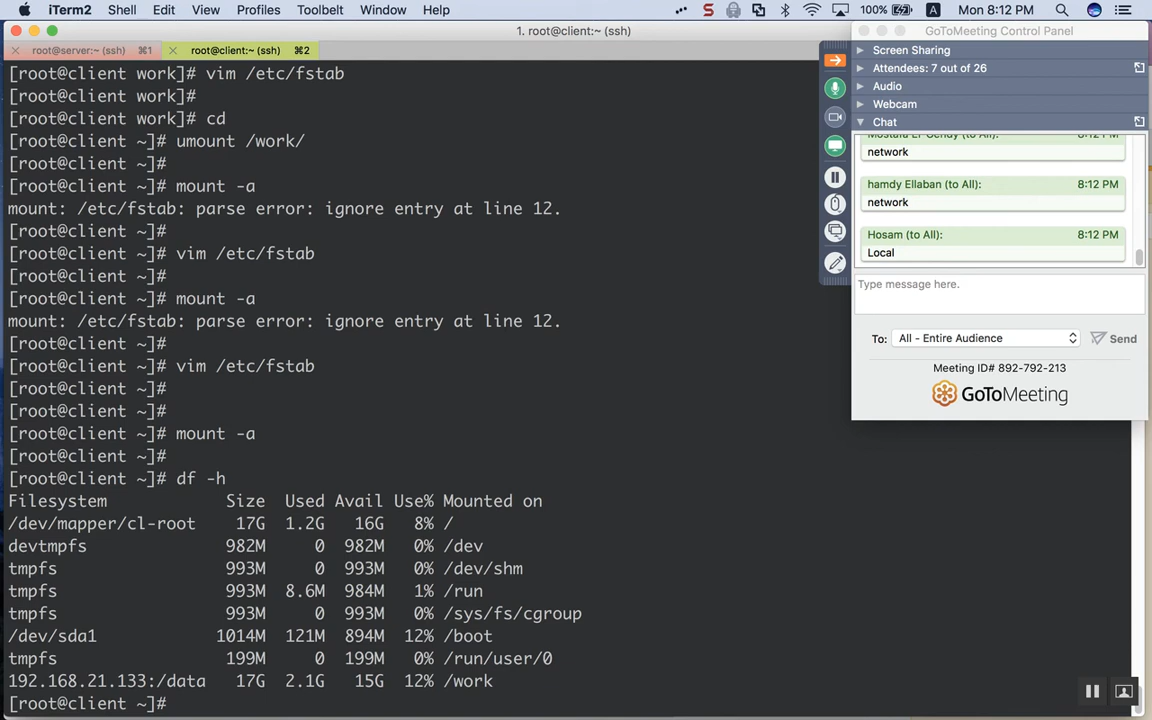 iTerm2 Shell Edit View Profiles Toolbelt Window Help 100% A Mon 8:12 PM
1. root@client:~ (ssh)
root@server:~ (ssh) ⌘1 root@client:~ (ssh) ⌘2
[root@client work]# vim /etc/fstab
[root@client work]#
[root@client work]# cd
[root@client ~]# umount /work/
[root@client ~]#
[root@client ~]# mount -a
mount: /etc/fstab: parse error: ignore entry at line 12.
[root@client ~]#
[root@client ~]# vim /etc/fstab
[root@client ~]#
[root@client ~]# mount -a
mount: /etc/fstab: parse error: ignore entry at line 12.
[root@client ~]#
[root@client ~]# vim /etc/fstab
[root@client ~]#
[root@client ~]#
[root@client ~]# mount -a
[root@client ~]#
[root@client ~]# df -h
Filesystem Size Used Avail Use% Mounted on
/dev/mapper/cl-root 17G 1.2G 16G 8% /
devtmpfs 982M 0 982M 0% /dev
tmpfs 993M 0 993M 0% /dev/shm
tmpfs 993M 8.6M 984M 1% /run
tmpfs 993M 0 993M 0% /sys/fs/cgroup
/dev/sda1 1014M 121M 894M 12% /boot
tmpfs 199M 0 199M 0% /run/user/0
192.168.21.133:/data 17G 2.1G 15G 12% /work
[root@client ~]#
GoToMeeting Control Panel
Screen Sharing
Attendees: 7 out of 26
Audio
Webcam
Chat
(to All): 8:12 PM
network
hamdy Ellaban (to All): 8:12 PM
network
Hosam (to All): 8:12 PM
Local
Type message here.
To: All - Entire Audience Send
Meeting ID# 892-792-213
GoToMeeting